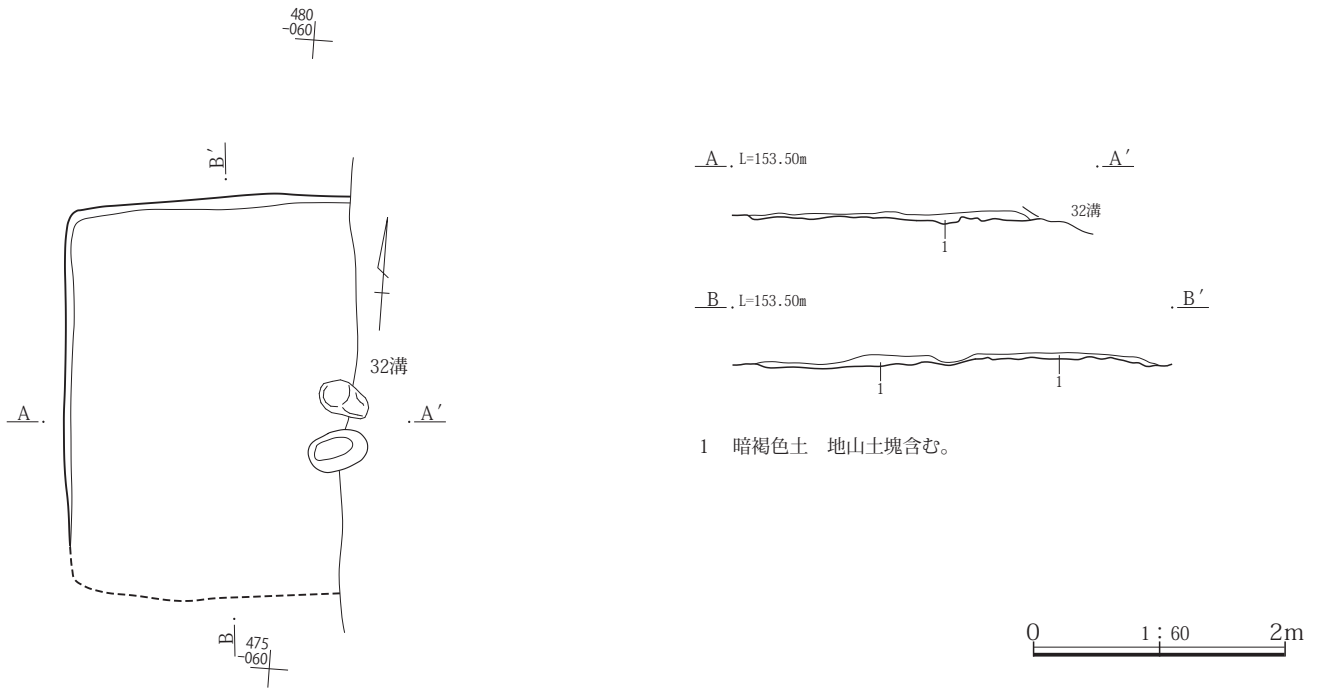 480
-060
B′
32溝
A
A′
B
475
-060
A L=153.50m A′
32溝
1
B L=153.50m B′
1
1
1 暗褐色土 地山土塊含む。
0 1:60 2m